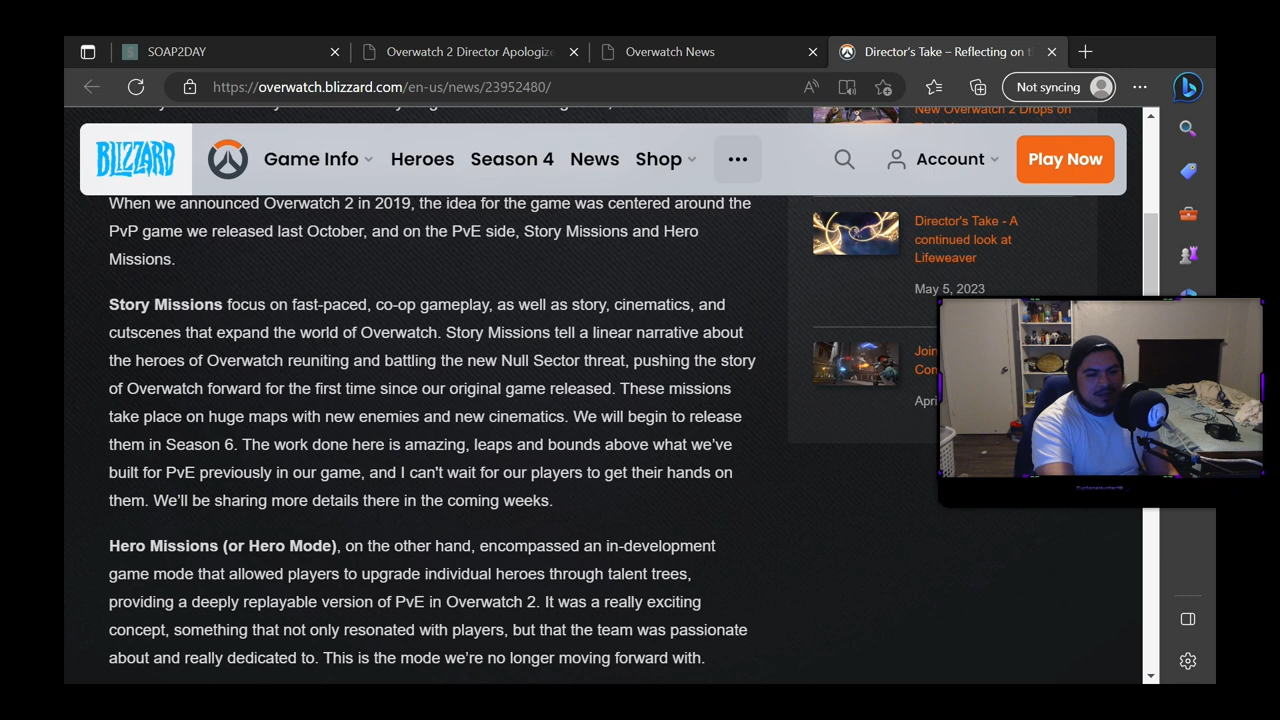 SOAP2DAY
Overwatch 2 Director Apologize
Overwatch News
Director's Take – Reflecting on t
https://overwatch.blizzard.com/en-us/news/23952480/
Not syncing
New Overwatch 2 Drops on
BLIZZARD
Game Info
Heroes
Season 4
News
Shop
Account
Play Now
When we announced Overwatch 2 in 2019, the idea for the game was centered around the
PvP game we released last October, and on the PvE side, Story Missions and Hero
Missions.
Story Missions focus on fast-paced, co-op gameplay, as well as story, cinematics, and
cutscenes that expand the world of Overwatch. Story Missions tell a linear narrative about
the heroes of Overwatch reuniting and battling the new Null Sector threat, pushing the story
of Overwatch forward for the first time since our original game released. These missions
take place on huge maps with new enemies and new cinematics. We will begin to release
them in Season 6. The work done here is amazing, leaps and bounds above what we've
built for PvE previously in our game, and I can't wait for our players to get their hands on
them. We'll be sharing more details there in the coming weeks.
Hero Missions (or Hero Mode), on the other hand, encompassed an in-development
game mode that allowed players to upgrade individual heroes through talent trees,
providing a deeply replayable version of PvE in Overwatch 2. It was a really exciting
concept, something that not only resonated with players, but that the team was passionate
about and really dedicated to. This is the mode we're no longer moving forward with.
Director's Take - A
continued look at
Lifeweaver
May 5, 2023
Join
Con
April